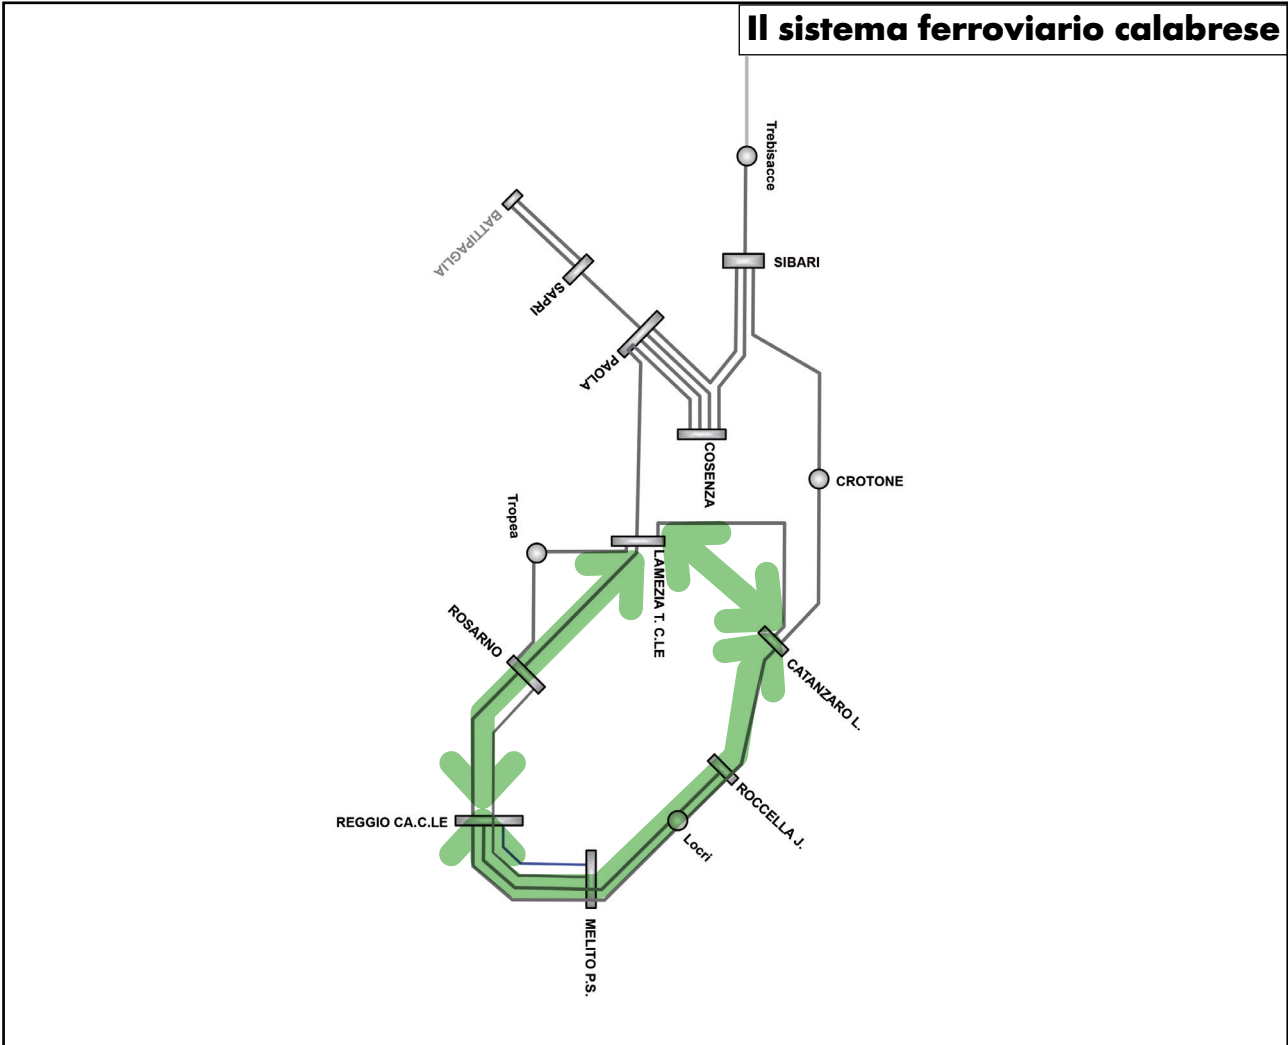 Il sistema ferroviario calabrese
Trebisacce
BATTIPAGLIA
SIBARI
SAPRI
PAOLA
COSENZA
CROTONE
Tropea
LAMEZIA T. C.LE
ROSARNO
CATANZARO L.
ROCCELLA J.
REGGIO CA.C.LE
Locri
MELITO P.S.